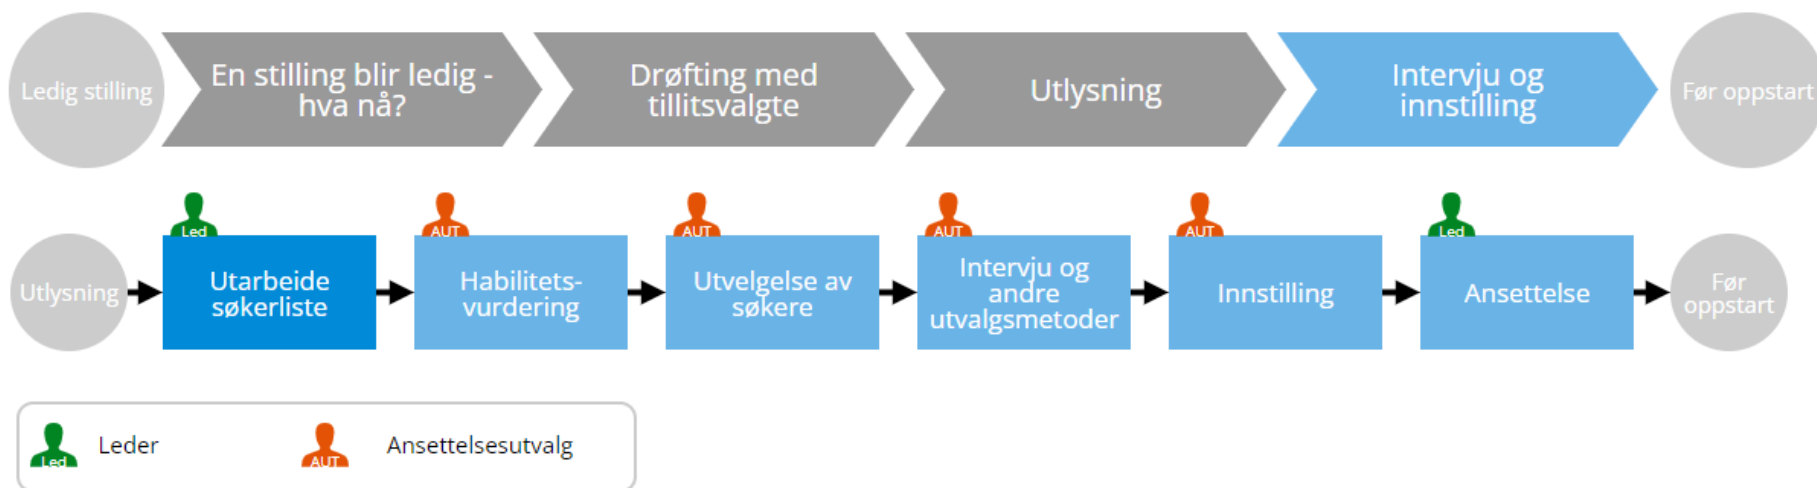 Ledig stilling
En stilling blir ledig -
hva nå?
Drøfting med
tillitsvalgte
Utlysning
Intervju og
innstilling
Før oppstart
Led
AUT
AUT
AUT
AUT
Led
Utlysning
Utarbeide
søkerliste
Habilitets-
vurdering
Utvelgelse av
søkere
Intervju og
andre
utvalgsmetoder
Innstilling
Ansettelse
Før
oppstart
Led
Leder
AUT
Ansettelsesutvalg